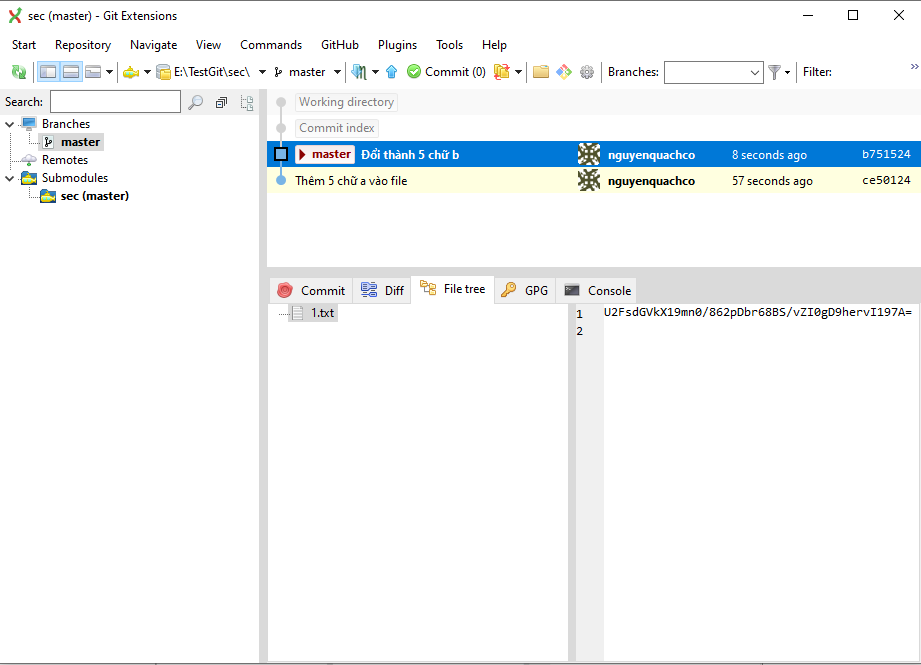 sec (master) - Git Extensions
Start Repository Navigate View Commands GitHub Plugins Tools Help
E:\TestGit\sec\ master Commit (0) Branches: Filter: »
Search:
Branches
master
Remotes
Submodules
sec (master)
Working directory
Commit index
master Đổi thành 5 chữ b nguyenquachco 8 seconds ago b751524
Thêm 5 chữ a vào file nguyenquachco 57 seconds ago ce50124
Commit Diff File tree GPG Console
1.txt
1 U2FsdGVkX19mn0/862pDbr68BS/vZI0gD9hervI197A=
2